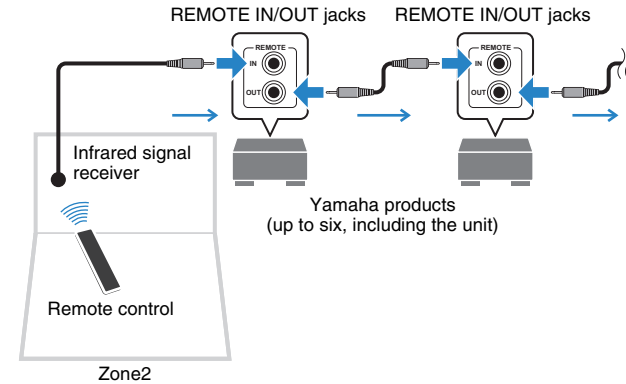 REMOTE IN/OUT jacks
REMOTE IN/OUT jacks
REMOTE
IN
OUT
REMOTE
IN
OUT
Infrared signal
receiver
Yamaha products
(up to six, including the unit)
Remote control
Zone2